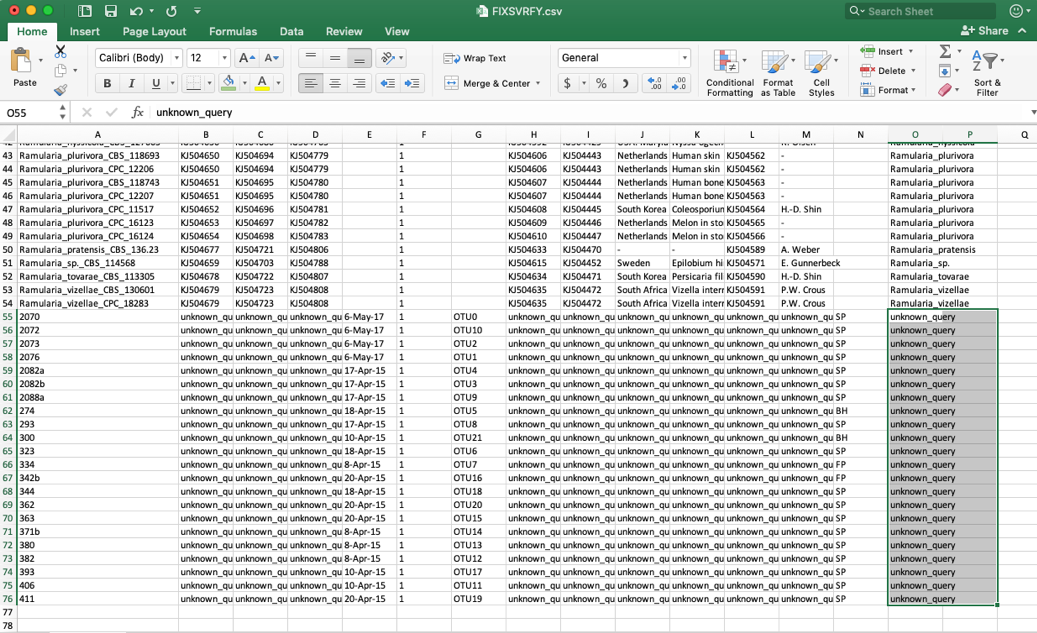 FIXSVRFY.csv
Search Sheet
Home Insert Page Layout Formulas Data Review View
Share
Paste
Calibri (Body) 12 A A
B I U A
Wrap Text
Merge & Center
General
$ % )
Conditional Formatting
Format as Table
Cell Styles
Insert
Delete
Format
Sort & Filter
O55 fx unknown_query
A B C D E F G H I J K L M N O P Q
43 Ramularia_plurivora_CBS_118693 KJ504650 KJ504694 KJ504779 1 KJ504606 KJ504443 Netherlands Human skin KJ504562 - Ramularia_plurivora
44 Ramularia_plurivora_CPC_12206 KJ504650 KJ504694 KJ504779 1 KJ504606 KJ504443 Netherlands Human skin KJ504562 - Ramularia_plurivora
45 Ramularia_plurivora_CBS_118743 KJ504651 KJ504695 KJ504780 1 KJ504607 KJ504444 Netherlands Human bone KJ504563 - Ramularia_plurivora
46 Ramularia_plurivora_CPC_12207 KJ504651 KJ504695 KJ504780 1 KJ504607 KJ504444 Netherlands Human bone KJ504563 - Ramularia_plurivora
47 Ramularia_plurivora_CPC_11517 KJ504652 KJ504696 KJ504781 1 KJ504608 KJ504445 South Korea Coleosporium KJ504564 H.-D. Shin Ramularia_plurivora
48 Ramularia_plurivora_CPC_16123 KJ504653 KJ504697 KJ504782 1 KJ504609 KJ504446 Netherlands Melon in sto KJ504565 - Ramularia_plurivora
49 Ramularia_plurivora_CPC_16124 KJ504654 KJ504698 KJ504783 1 KJ504610 KJ504447 Netherlands Melon in sto KJ504566 - Ramularia_plurivora
50 Ramularia_pratensis_CBS_136.23 KJ504677 KJ504721 KJ504806 1 KJ504633 KJ504470 - - KJ504589 A. Weber Ramularia_pratensis
51 Ramularia_sp._CBS_114568 KJ504659 KJ504703 KJ504788 1 KJ504615 KJ504452 Sweden Epilobium hi KJ504571 E. Gunnerbeck Ramularia_sp.
52 Ramularia_tovarae_CBS_113305 KJ504678 KJ504722 KJ504807 1 KJ504634 KJ504471 South Korea Persicaria fil KJ504590 H.-D. Shin Ramularia_tovarae
53 Ramularia_vizellae_CBS_130601 KJ504679 KJ504723 KJ504808 1 KJ504635 KJ504472 South Africa Vizella interr KJ504591 P.W. Crous Ramularia_vizellae
54 Ramularia_vizellae_CPC_18283 KJ504679 KJ504723 KJ504808 1 KJ504635 KJ504472 South Africa Vizella interr KJ504591 P.W. Crous Ramularia_vizellae
55 2070 unknown_qu unknown_qu unknown_qu 6-May-17 1 OTU0 unknown_qu unknown_qu unknown_qu unknown_qu unknown_qu unknown_qu SP unknown_query
56 2072 unknown_qu unknown_qu unknown_qu 6-May-17 1 OTU10 unknown_qu unknown_qu unknown_qu unknown_qu unknown_qu unknown_qu SP unknown_query
57 2073 unknown_qu unknown_qu unknown_qu 6-May-17 1 OTU2 unknown_qu unknown_qu unknown_qu unknown_qu unknown_qu unknown_qu SP unknown_query
58 2076 unknown_qu unknown_qu unknown_qu 6-May-17 1 OTU1 unknown_qu unknown_qu unknown_qu unknown_qu unknown_qu unknown_qu SP unknown_query
59 2082a unknown_qu unknown_qu unknown_qu 17-Apr-15 1 OTU4 unknown_qu unknown_qu unknown_qu unknown_qu unknown_qu unknown_qu SP unknown_query
60 2082b unknown_qu unknown_qu unknown_qu 17-Apr-15 1 OTU3 unknown_qu unknown_qu unknown_qu unknown_qu unknown_qu unknown_qu SP unknown_query
61 2088a unknown_qu unknown_qu unknown_qu 17-Apr-15 1 OTU9 unknown_qu unknown_qu unknown_qu unknown_qu unknown_qu unknown_qu SP unknown_query
62 274 unknown_qu unknown_qu unknown_qu 18-Apr-15 1 OTU5 unknown_qu unknown_qu unknown_qu unknown_qu unknown_qu unknown_qu BH unknown_query
63 293 unknown_qu unknown_qu unknown_qu 17-Apr-15 1 OTU8 unknown_qu unknown_qu unknown_qu unknown_qu unknown_qu unknown_qu SP unknown_query
64 300 unknown_qu unknown_qu unknown_qu 10-Apr-15 1 OTU21 unknown_qu unknown_qu unknown_qu unknown_qu unknown_qu unknown_qu BH unknown_query
65 323 unknown_qu unknown_qu unknown_qu 18-Apr-15 1 OTU6 unknown_qu unknown_qu unknown_qu unknown_qu unknown_qu unknown_qu SP unknown_query
66 334 unknown_qu unknown_qu unknown_qu 8-Apr-15 1 OTU7 unknown_qu unknown_qu unknown_qu unknown_qu unknown_qu unknown_qu FP unknown_query
67 342b unknown_qu unknown_qu unknown_qu 20-Apr-15 1 OTU16 unknown_qu unknown_qu unknown_qu unknown_qu unknown_qu unknown_qu FP unknown_query
68 344 unknown_qu unknown_qu unknown_qu 18-Apr-15 1 OTU18 unknown_qu unknown_qu unknown_qu unknown_qu unknown_qu unknown_qu SP unknown_query
69 362 unknown_qu unknown_qu unknown_qu 20-Apr-15 1 OTU20 unknown_qu unknown_qu unknown_qu unknown_qu unknown_qu unknown_qu SP unknown_query
70 363 unknown_qu unknown_qu unknown_qu 20-Apr-15 1 OTU15 unknown_qu unknown_qu unknown_qu unknown_qu unknown_qu unknown_qu SP unknown_query
71 371b unknown_qu unknown_qu unknown_qu 8-Apr-15 1 OTU14 unknown_qu unknown_qu unknown_qu unknown_qu unknown_qu unknown_qu SP unknown_query
72 380 unknown_qu unknown_qu unknown_qu 8-Apr-15 1 OTU13 unknown_qu unknown_qu unknown_qu unknown_qu unknown_qu unknown_qu SP unknown_query
73 382 unknown_qu unknown_qu unknown_qu 8-Apr-15 1 OTU12 unknown_qu unknown_qu unknown_qu unknown_qu unknown_qu unknown_qu SP unknown_query
74 393 unknown_qu unknown_qu unknown_qu 10-Apr-15 1 OTU17 unknown_qu unknown_qu unknown_qu unknown_qu unknown_qu unknown_qu SP unknown_query
75 406 unknown_qu unknown_qu unknown_qu 10-Apr-15 1 OTU11 unknown_qu unknown_qu unknown_qu unknown_qu unknown_qu unknown_qu SP unknown_query
76 411 unknown_qu unknown_qu unknown_qu 20-Apr-15 1 OTU19 unknown_qu unknown_qu unknown_qu unknown_qu unknown_qu unknown_qu SP unknown_query
77
78